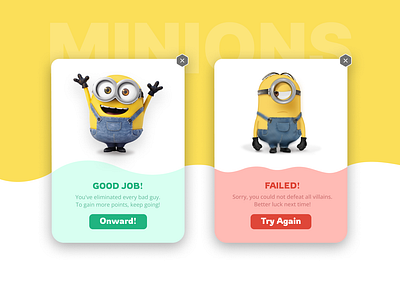 MINIONS
GOOD JOB!
You've eliminated every bad guy.
To gain more points, keep going!
Onward!
FAILED!
Sorry, you could not defeat all villains.
Better luck next time!
Try Again